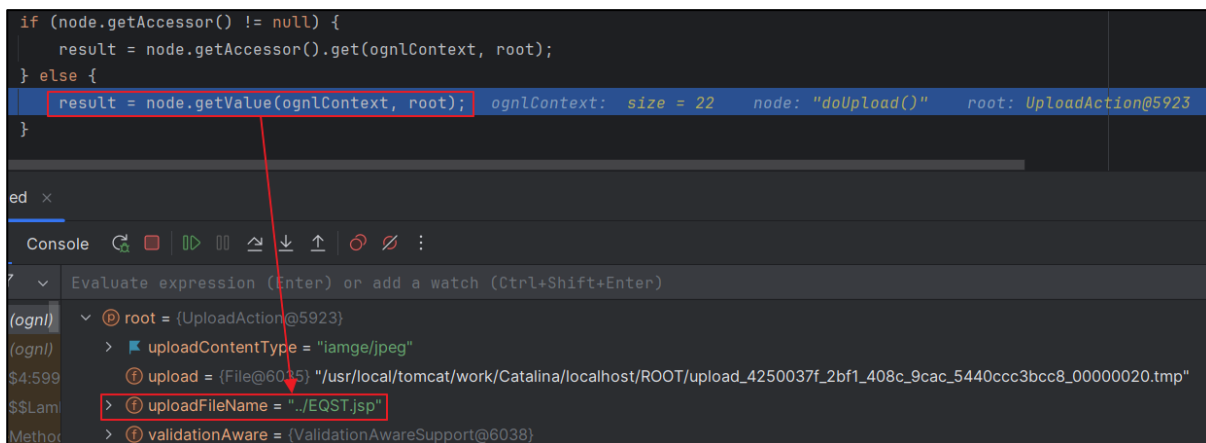 if (node.getAccessor() != null) {
result = node.getAccessor().get(ognlContext, root);
} else {
result = node.getValue(ognlContext, root); ognlContext: size = 22 node: "doUpload()" root: UploadAction@5923
}
ed ×
Console
Evaluate expression (Enter) or add a watch (Ctrl+Shift+Enter)
(ognl) root = {UploadAction@5923}
(ognl) uploadContentType = "iamge/jpeg"
$4:599 upload = {File@6035} "/usr/local/tomcat/work/Catalina/localhost/ROOT/upload_4250037f_2bf1_408c_9cac_5440ccc3bcc8_00000020.tmp"
$$Lam uploadFileName = "../EQST.jsp"
Method validationAware = {ValidationAwareSupport@6038}